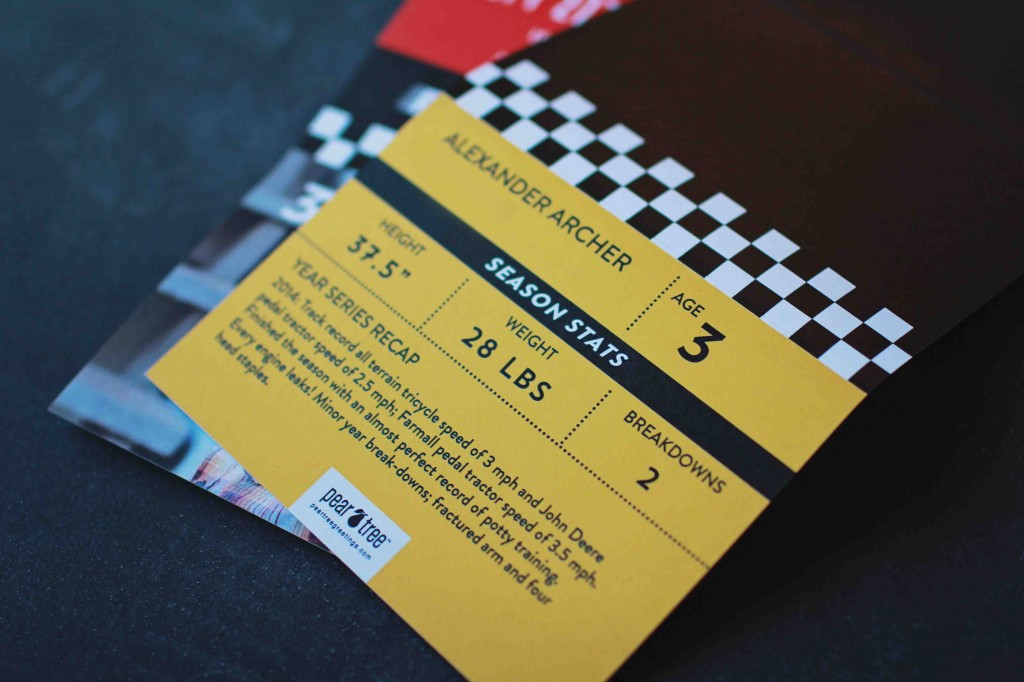 ALEXANDER ARCHER
AGE
3
SEASON STATS
HEIGHT
37.5"
WEIGHT
28 LBS
BREAKDOWNS
2
YEAR SERIES RECAP
2014: Track record all terrain tricycle speed of 3 mph and John Deere
pedal tractor speed of 2.5 mph; Farmall pedal tractor speed of 3.5 mph.
Finished the season with an almost perfect record of potty training.
Every engine leaks! Minor year break-downs; fractured arm and four
head staples.
pear tree™
peartreegreetings.com
3